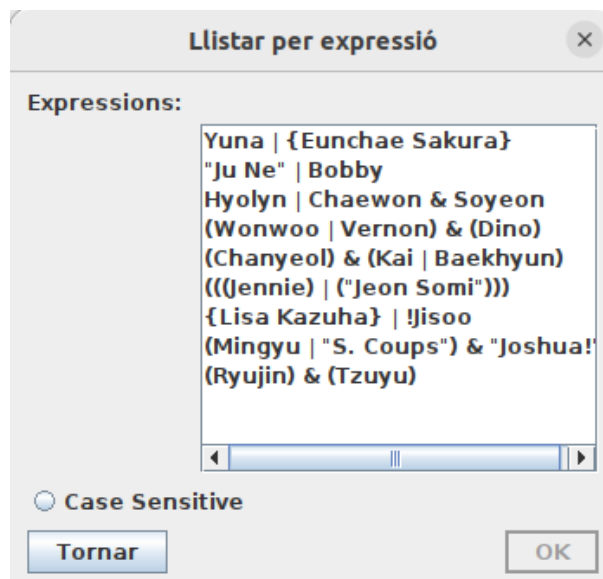 Llistar per expressió
Expressions:
Yuna | {Eunchae Sakura}
"Ju Ne" | Bobby
Hyolyn | Chaewon & Soyeon
(Wonwoo | Vernon) & (Dino)
(Chanyeol) & (Kai | Baekhyun)
(((Jennie) | ("Jeon Somi")))
{Lisa Kazuha} | !Jisoo
(Mingyu | "S. Coups") & "Joshua!"
(Ryujin) & (Tzuyu)
Case Sensitive
Tornar
OK